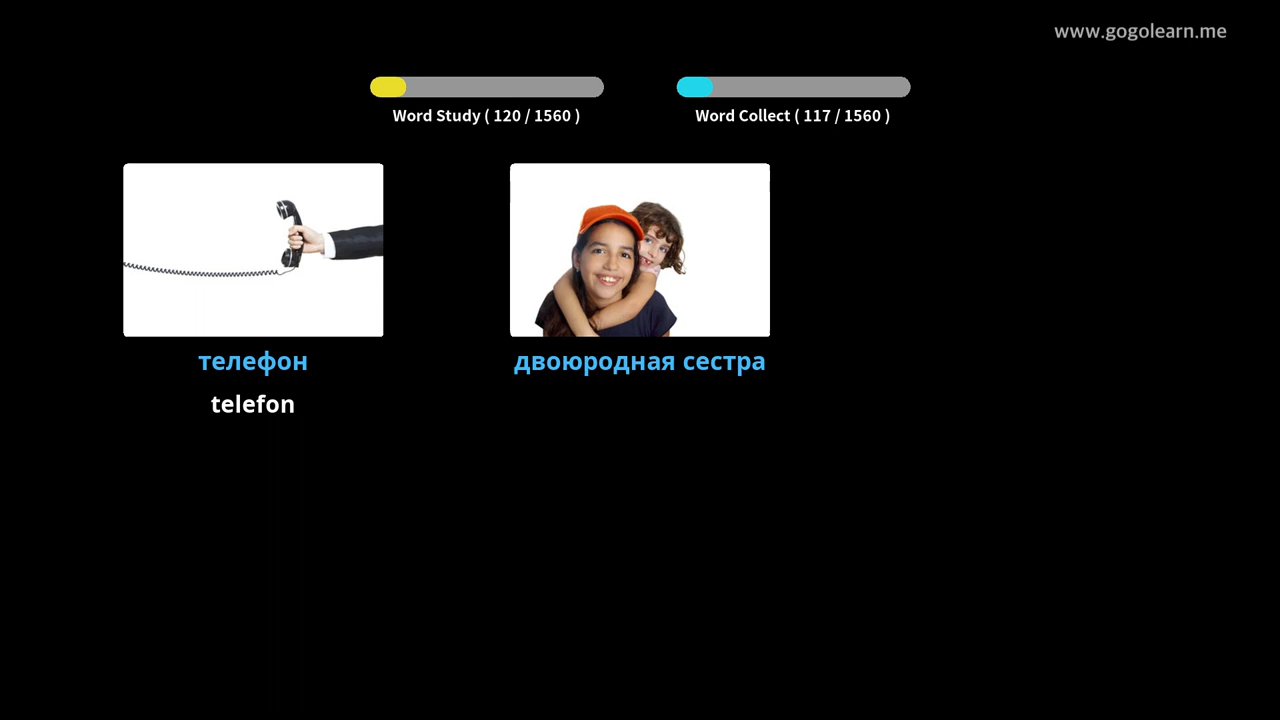 www.gogolearn.me
Word Study ( 120 / 1560 )
Word Collect ( 117 / 1560 )
телефон
двоюродная сестра
telefon